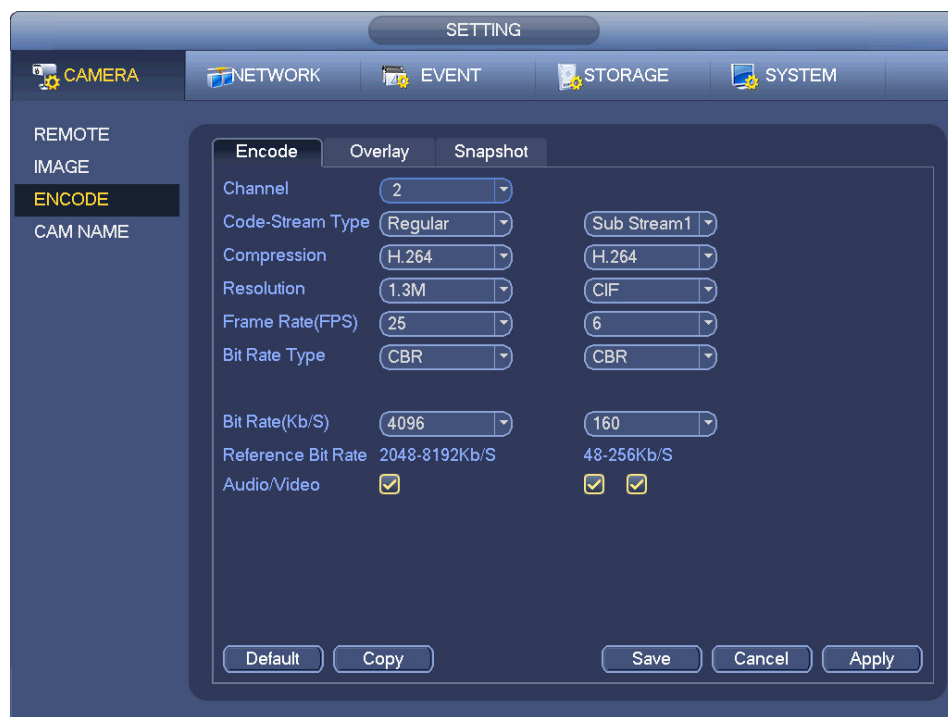 SETTING
CAMERA NETWORK EVENT STORAGE SYSTEM
REMOTE
IMAGE
ENCODE
CAM NAME
Encode Overlay Snapshot
Channel 2
Code-Stream Type Regular Sub Stream1
Compression H.264 H.264
Resolution 1.3M CIF
Frame Rate(FPS) 25 6
Bit Rate Type CBR CBR
Bit Rate(Kb/S) 4096 160
Reference Bit Rate 2048-8192Kb/S 48-256Kb/S
Audio/Video
Default Copy Save Cancel Apply